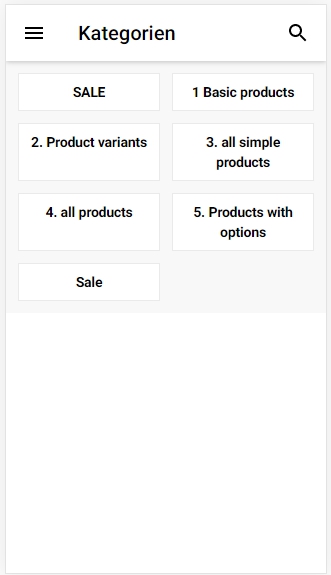 Kategorien
SALE
1 Basic products
2. Product variants
3. all simple
products
4. all products
5. Products with
options
Sale